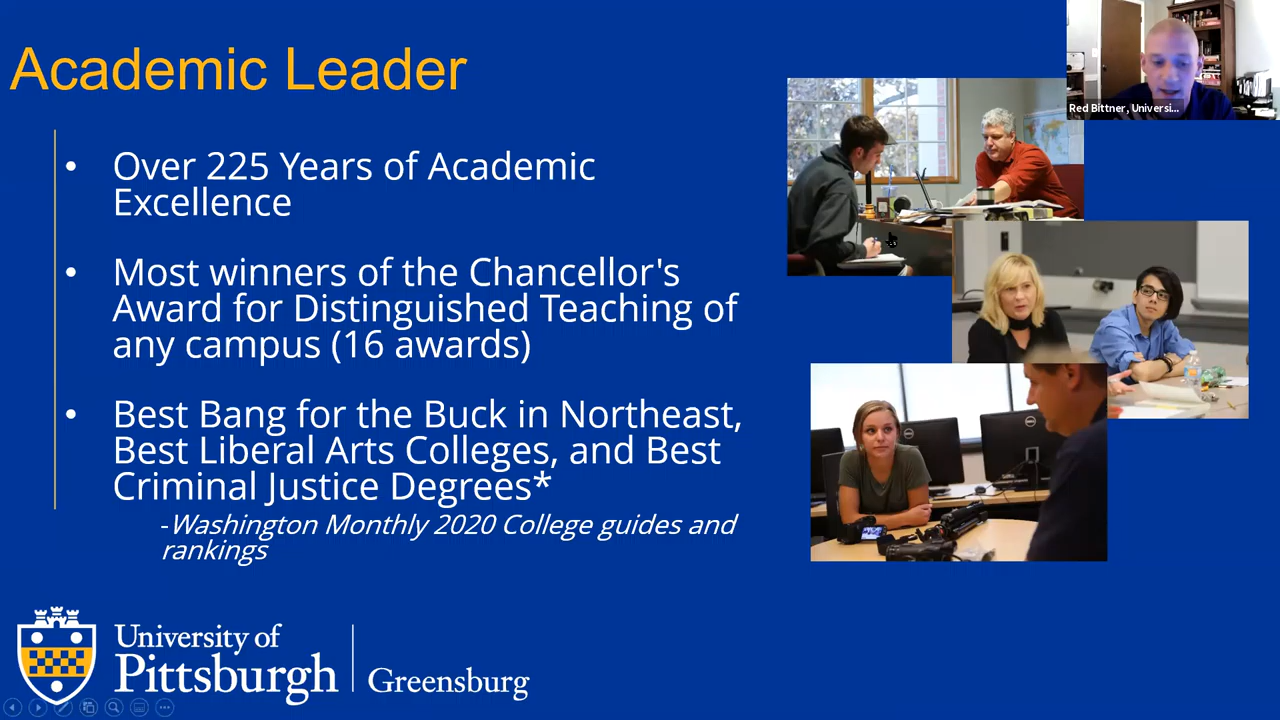 Academic Leader
Red Bittner, Universi...
• Over 225 Years of Academic
Excellence
• Most winners of the Chancellor's
Award for Distinguished Teaching of
any campus (16 awards)
• Best Bang for the Buck in Northeast,
Best Liberal Arts Colleges, and Best
Criminal Justice Degrees*
-Washington Monthly 2020 College guides and
rankings
University of
Pittsburgh
Greensburg
DELL
DELL